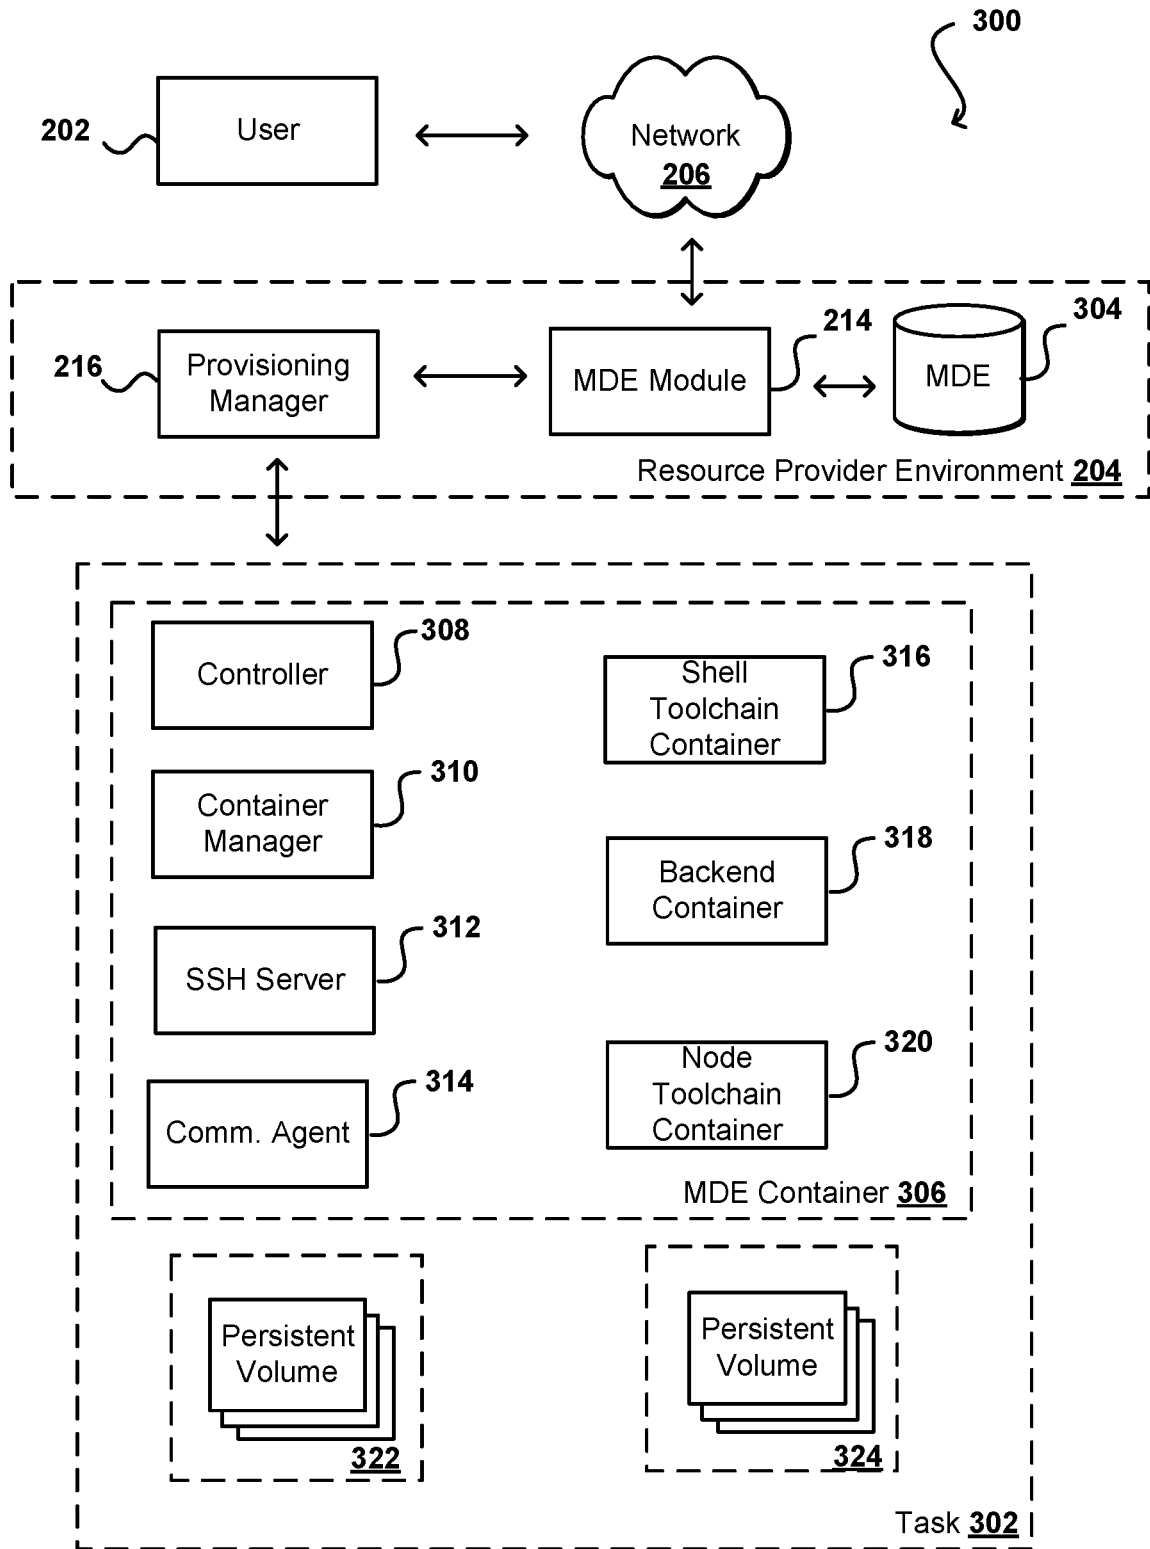 300
202
User
Network
206
216
Provisioning
Manager
MDE Module
214
MDE
304
Resource Provider Environment 204
Controller
308
Shell
Toolchain
Container
316
Container
Manager
310
Backend
Container
318
SSH Server
312
Node
Toolchain
Container
320
Comm. Agent
314
MDE Container 306
Persistent
Volume
322
Persistent
Volume
324
Task 302